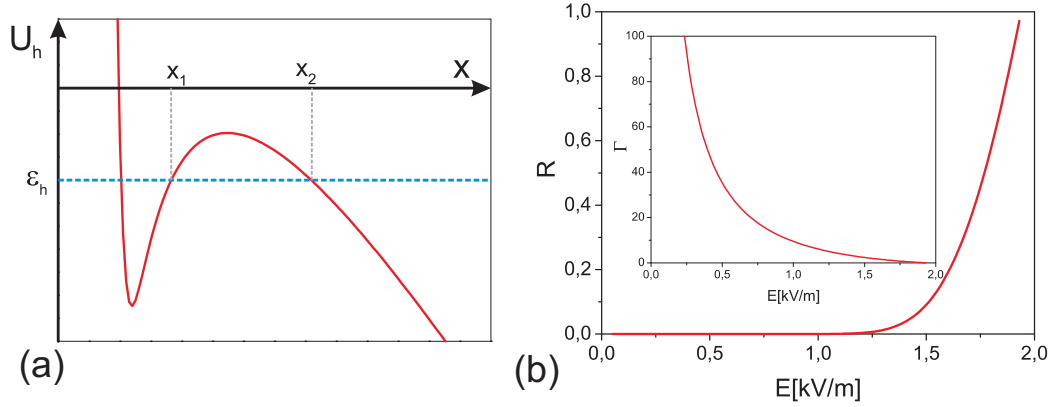 U_h
x_1
x_2
x
ε_h
(a)
R
1,0
0,8
0,6
0,4
0,2
0,0
0,0 0,5 1,0 1,5 2,0
E[kV/m]
Γ
100
80
60
40
20
0
0,0 0,5 1,0 1,5 2,0
E[kV/m]
(b)